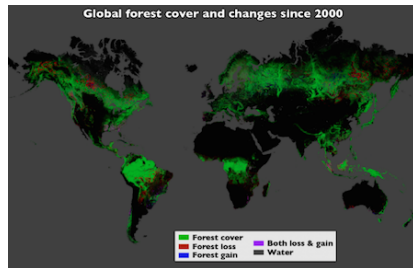 Global forest cover and changes since 2000
Forest cover
Forest loss
Forest gain
Both loss & gain
Water